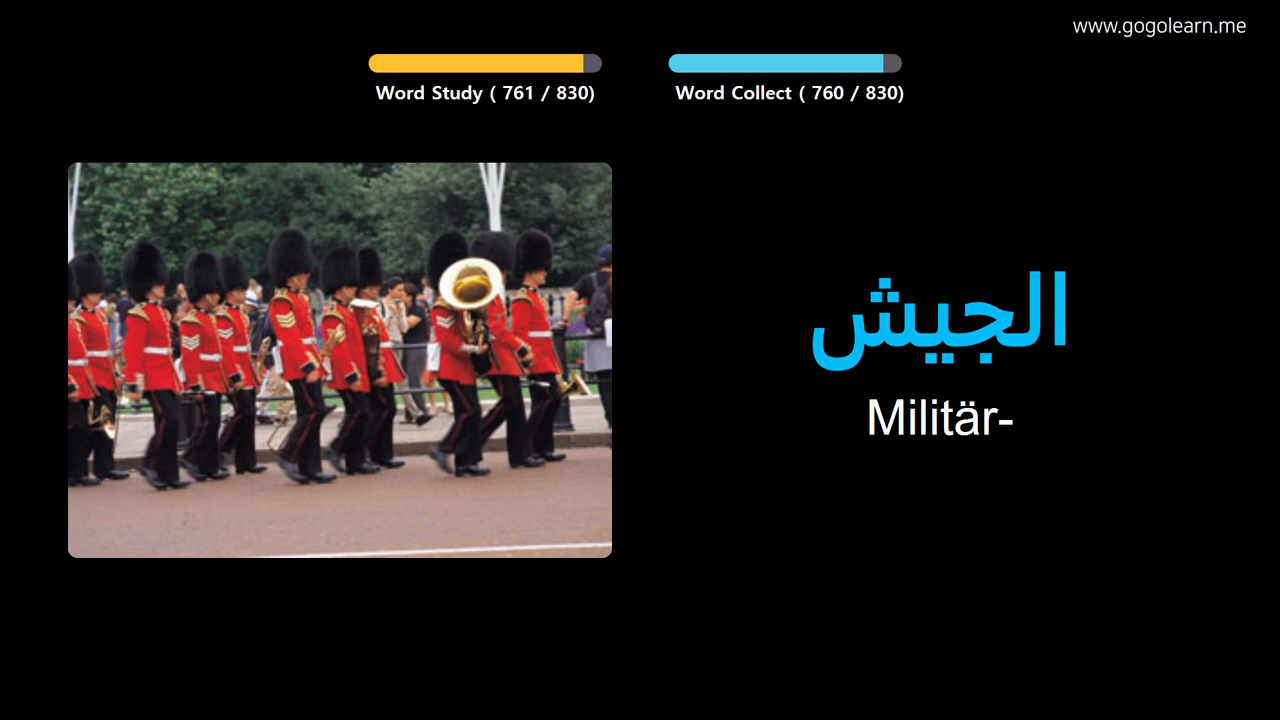 www.gogolearn.me
Word Study ( 761 / 830)
Word Collect ( 760 / 830)
الجيش
Militär-